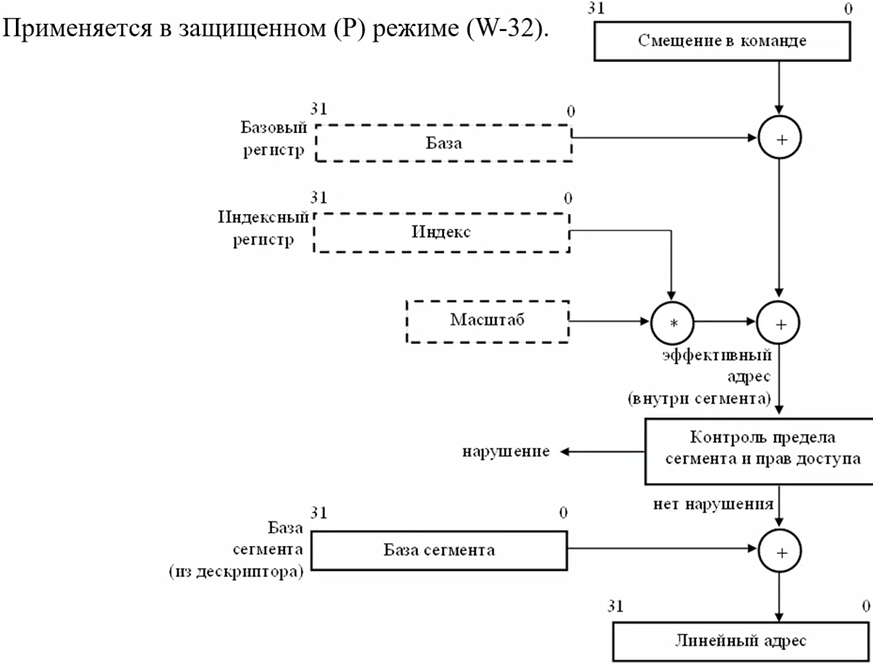 Применяется в защищенном (P) режиме (W-32).
31 0
Смещение в команде
31 0
Базовый
регистр
База
+
31 0
Индексный
регистр
Индекс
Масштаб
*
+
эффективный
адрес
(внутри сегмента)
Контроль предела
сегмента и прав доступа
нарушение
нет нарушения
31 0
База
сегмента
(из дескриптора)
База сегмента
+
31 0
Линейный адрес